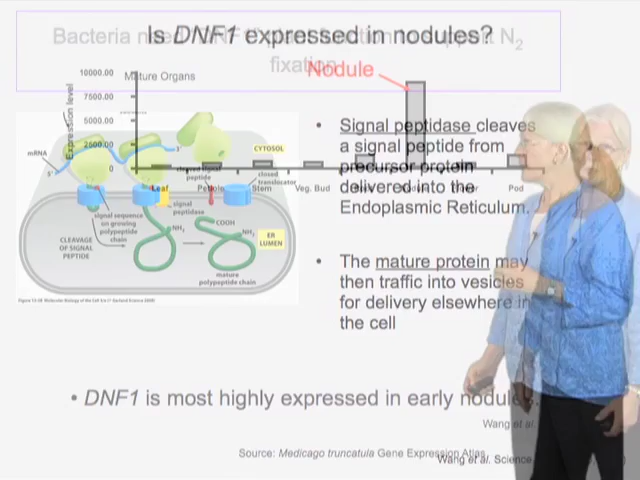 Is DNF1 expressed in nodules?
Bacteria need
to support N2
fixation
Nodule
10000.00
Mature Organs
7500.00
5000.00
2500.00
0
Expression level
mRNA
5'
3'
CYTOSOL
cleaved signal
peptide
closed
translocator
Leaf
Petiole
Stem
Veg. Bud
Pod
signal sequence
on growing
polypeptide
chain
signal
peptidase
NH2
COOH
NH2
ER
LUMEN
CLEAVAGE
OF SIGNAL
PEPTIDE
mature
polypeptide chain
• Signal peptidase cleaves
a signal peptide from
precursor protein
delivered into the
Endoplasmic Reticulum.
• The mature protein may
then traffic into vesicles
for delivery elsewhere in
the cell
• DNF1 is most highly expressed in early nodules.
Wang et al.
Source: Medicago truncatula Gene Expression Atlas
Wang et al. Science